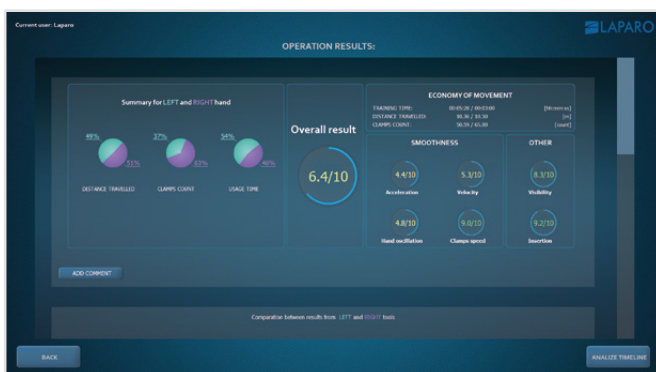 Current user: Laparo
LAPARO
OPERATION RESULTS:
Summary for LEFT and RIGHT hand
49%
51%
DISTANCE TRAVELLED
37%
63%
CLAMPS COUNT
54%
46%
USAGE TIME
Overall result
6.4/10
ECONOMY OF MOVEMENT
TRAINING TIME:
DISTANCE TRAVELLED:
CLAMPS COUNT:
SMOOTHNESS
4.4/10
Acceleration
5.3/10
Velocity
4.8/10
Hand oscillation
9.0/10
Clamps speed
OTHER
8.3/10
Visibility
9.2/10
Insertion
ADD COMMENT
Comparation between results from LEFT and RIGHT tools
BACK
ANALIZE TIMELINE